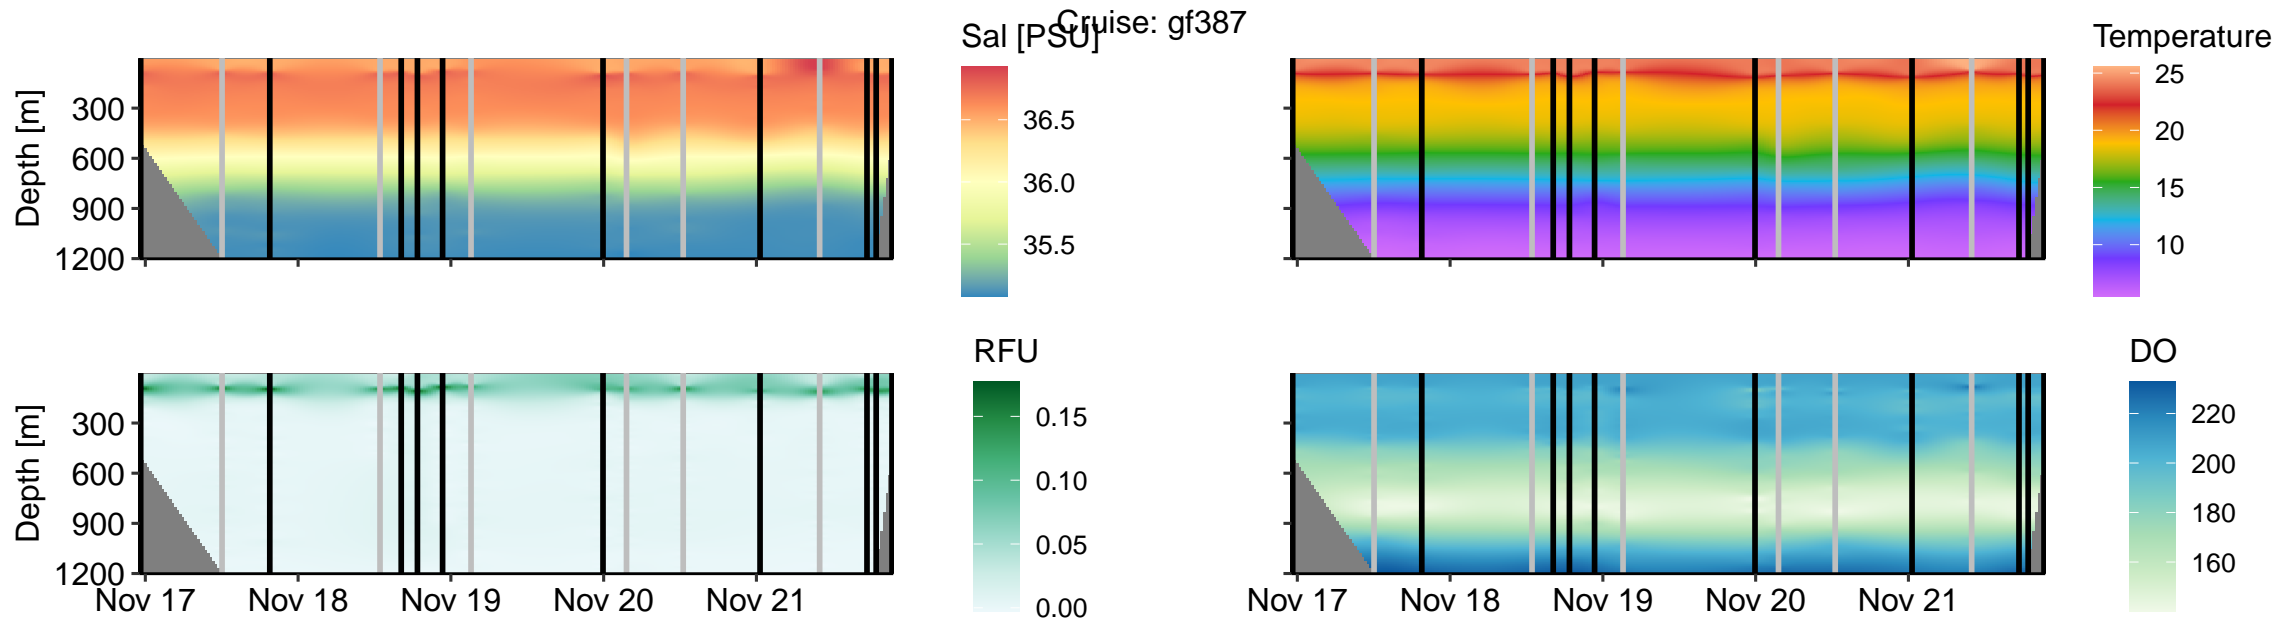 Cruise: gf387
Sal [PSU]
Depth [m]
300
600
900
1200
36.5
36.0
35.5
Temperature
25
20
15
10
RFU
Depth [m]
300
600
900
1200
Nov 17 Nov 18 Nov 19 Nov 20 Nov 21
0.15
0.10
0.05
0.00
DO
Nov 17 Nov 18 Nov 19 Nov 20 Nov 21
220
200
180
160